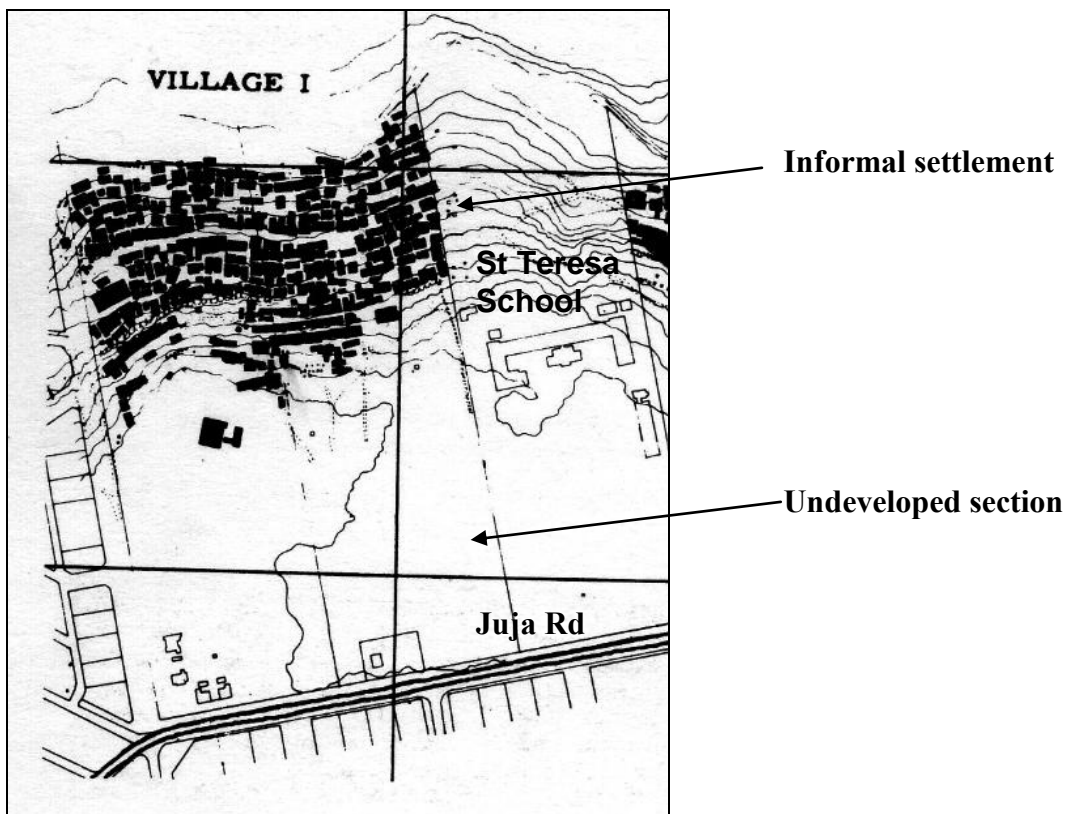 VILLAGE I
Informal settlement
St Teresa
School
Undeveloped section
Juja Rd